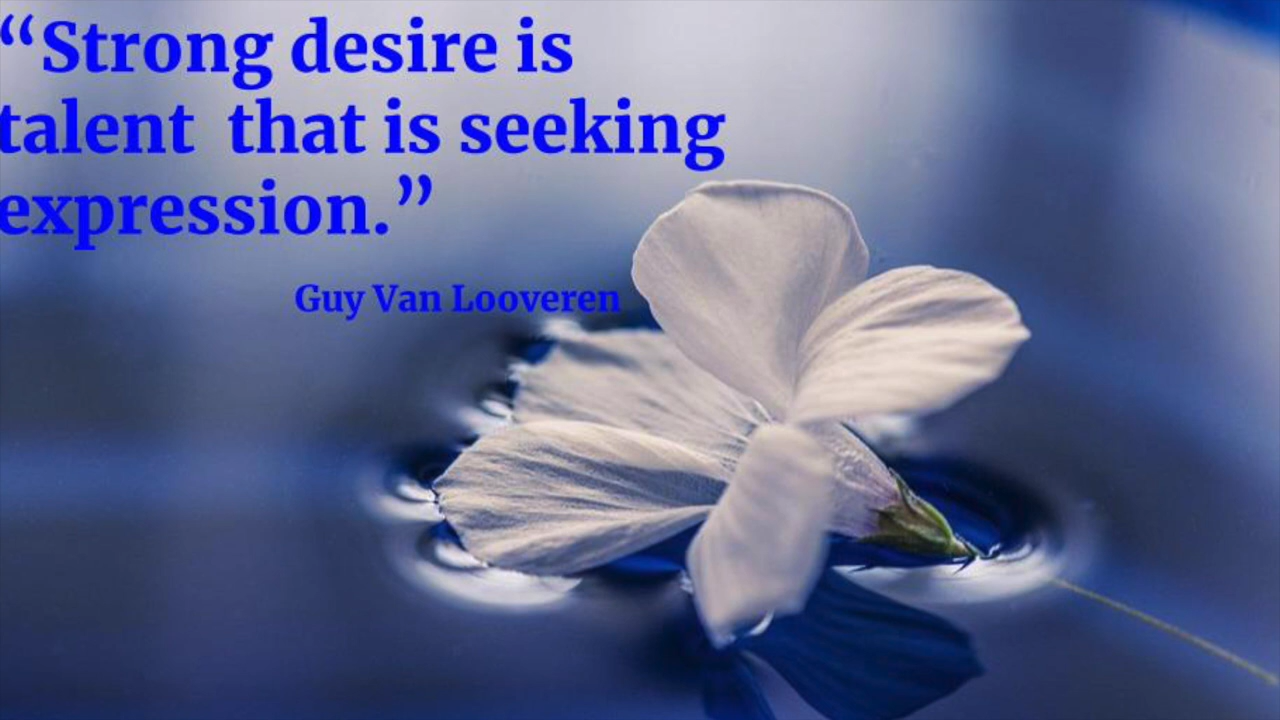 “Strong desire is
talent  that is seeking
expression.”
Guy Van Looveren